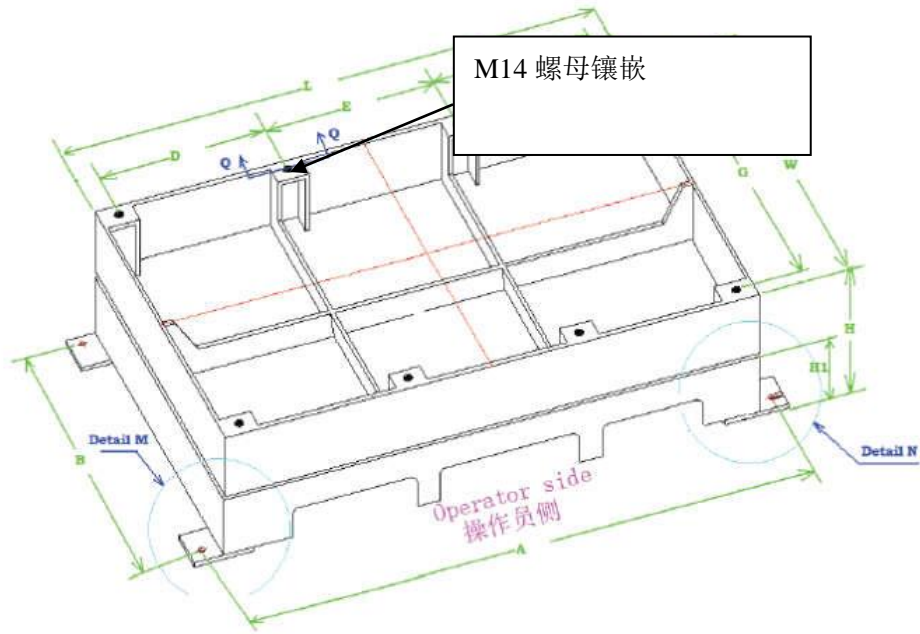 M14 螺母镶嵌
L
E
D
Q
Q
G
W
H
H1
Detail M
B
Detail N
Operator side
操作员侧
A